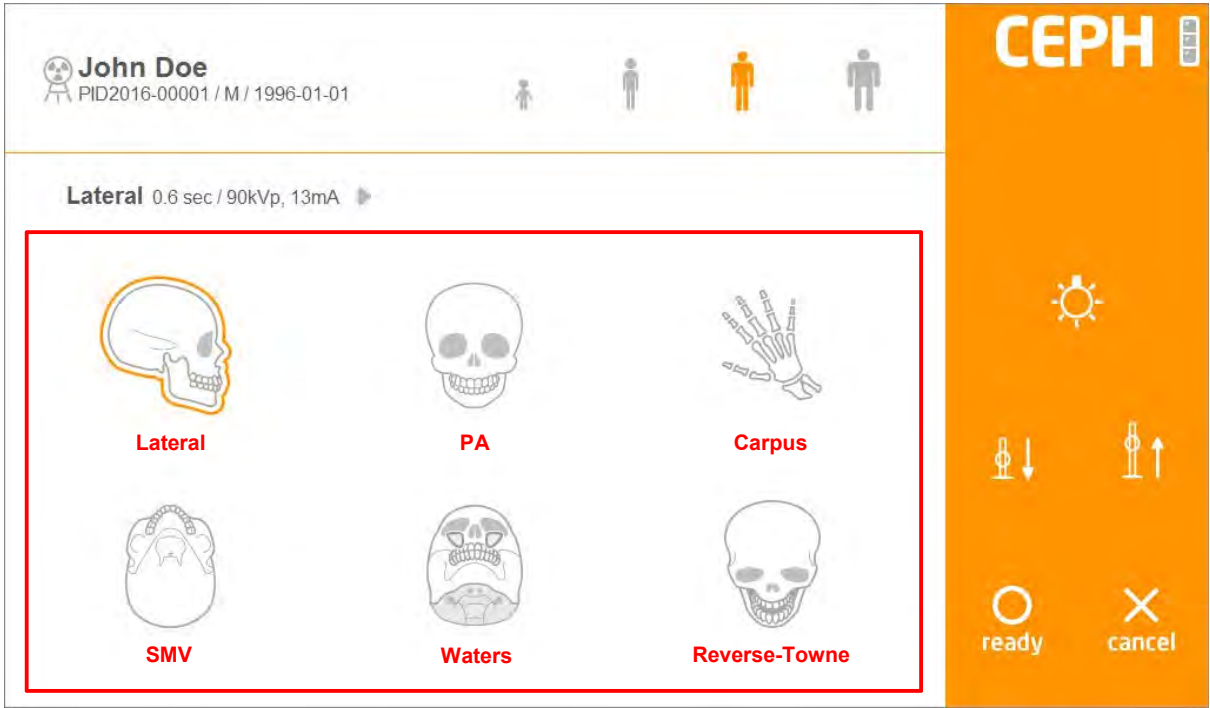 John Doe
PID2016-00001 / M / 1996-01-01
CEPH
Lateral 0.6 sec / 90kVp, 13mA
Lateral PA Carpus
SMV Waters Reverse-Towne
ready cancel